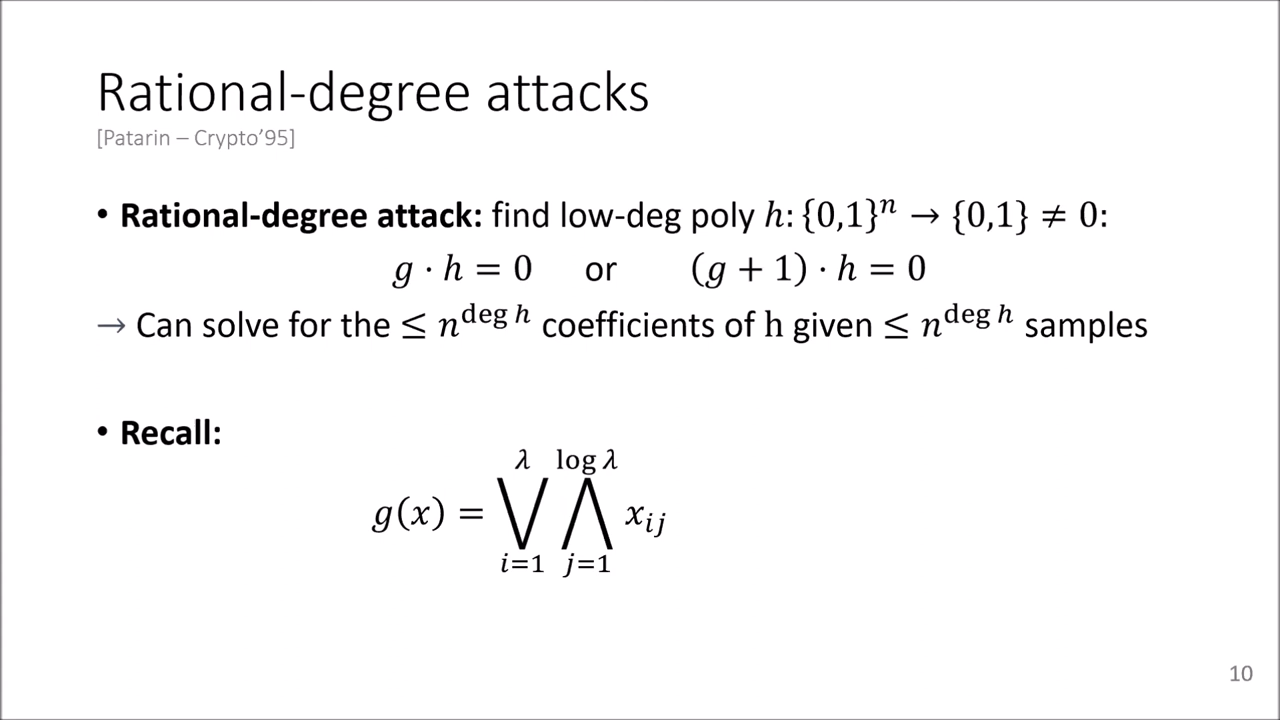 Rational-degree attacks
[Patarin – Crypto’95]
• Rational-degree attack: find low-deg poly ℎ: {0,1}ⁿ → {0,1} ≠ 0:
g · h = 0 or (g + 1) · h = 0
→ Can solve for the ≤ n^{deg h} coefficients of h given ≤ n^{deg h} samples
• Recall:
g(x) = ⋁_{i=1}^{λ} ⋀_{j=1}^{log λ} x_{ij}
10